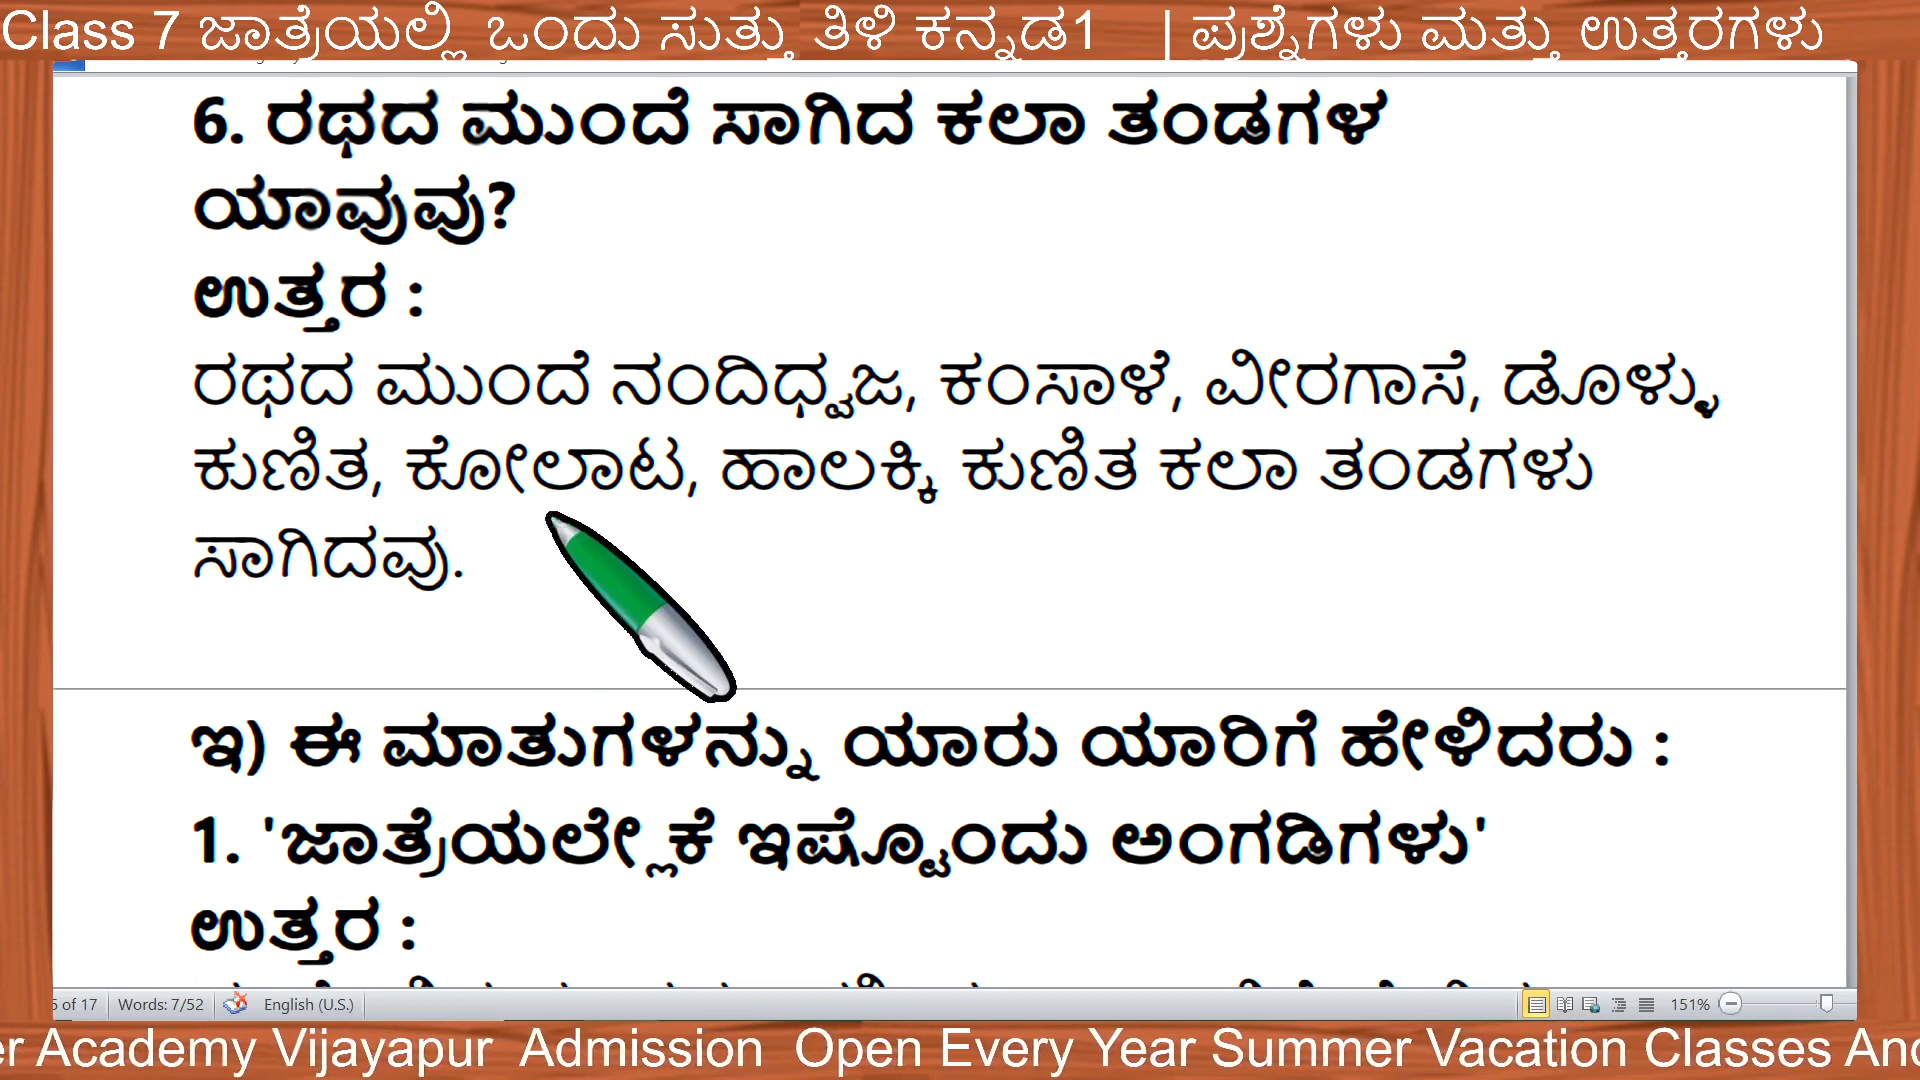 Class 7 ಜಾತ್ರೆಯಲ್ಲಿ ಒಂದು ಸುತ್ತು ತಿಳಿ ಕನ್ನಡ1 | ಪ್ರಶ್ನೆಗಳು ಮತ್ತು ಉತ್ತರಗಳು
6. ರಥದ ಮುಂದೆ ಸಾಗಿದ ಕಲಾ ತಂಡಗಳ
ಯಾವುವು?
ಉತ್ತರ :
ರಥದ ಮುಂದೆ ನಂದಿಧ್ವಜ, ಕಂಸಾಳೆ, ವೀರಗಾಸೆ, ಡೊಳ್ಳು
ಕುಣಿತ, ಕೋಲಾಟ, ಹಾಲಕ್ಕಿ ಕುಣಿತ ಕಲಾ ತಂಡಗಳು
ಸಾಗಿದವು.
ಇ) ಈ ಮಾತುಗಳನ್ನು ಯಾರು ಯಾರಿಗೆ ಹೇಳಿದರು :
1. 'ಜಾತ್ರೆಯಲ್ಲೇಕೆ ಇಷ್ಟೊಂದು ಅಂಗಡಿಗಳು'
ಉತ್ತರ :
of 17 Words: 7/52 English (U.S.) 151%
er Academy Vijayapur Admission Open Every Year Summer Vacation Classes And